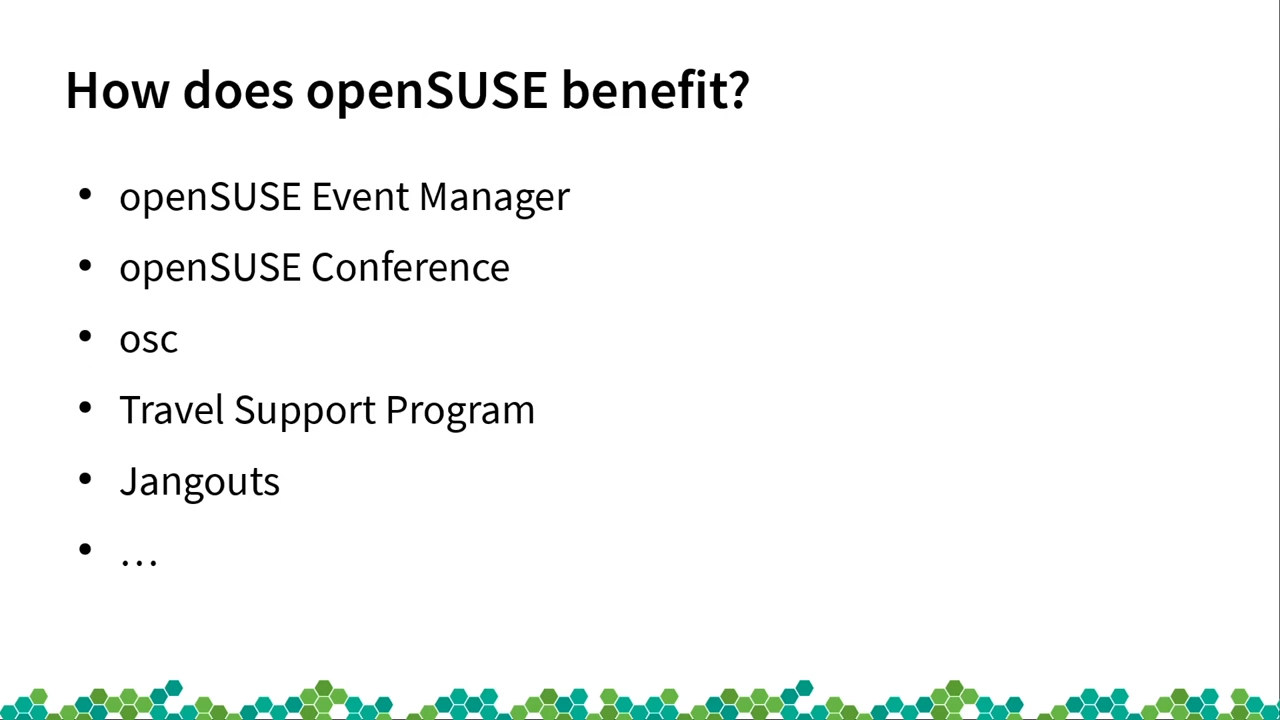 How does openSUSE benefit?
• openSUSE Event Manager
• openSUSE Conference
• osc
• Travel Support Program
• Jangouts
• …